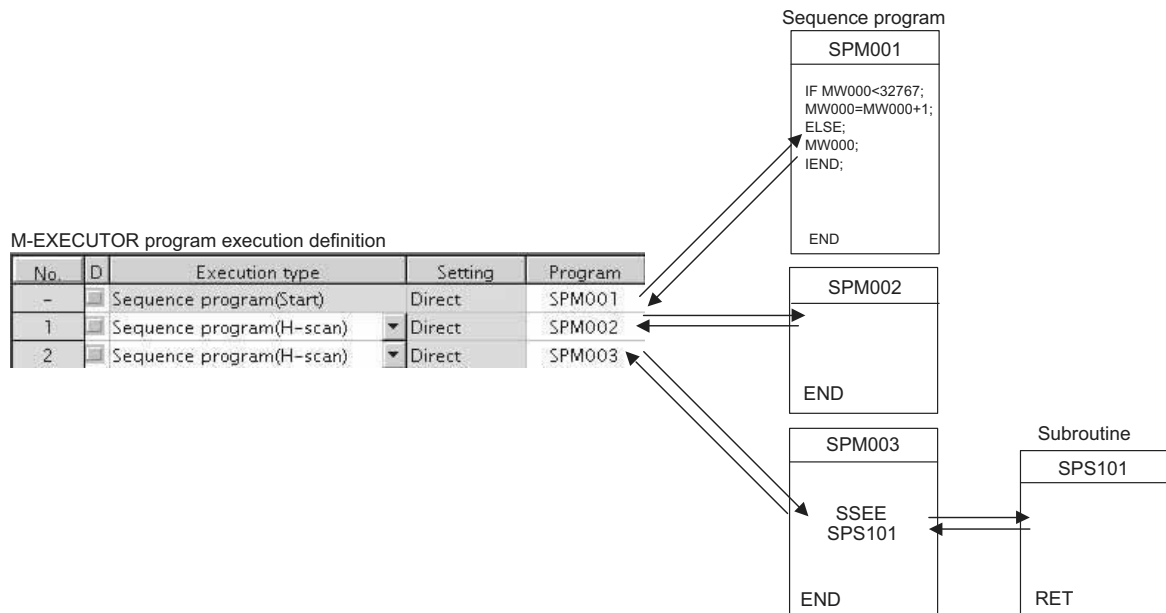 Sequence program
SPM001
IF MW000<32767;
MW000=MW000+1;
ELSE;
MW000;
IEND;
END
M-EXECUTOR program execution definition
No. D Execution type Setting Program
- Sequence program(Start) Direct SPM001
1 Sequence program(H-scan) Direct SPM002
2 Sequence program(H-scan) Direct SPM003
SPM002
END
SPM003
SSEE
SPS101
END
Subroutine
SPS101
RET